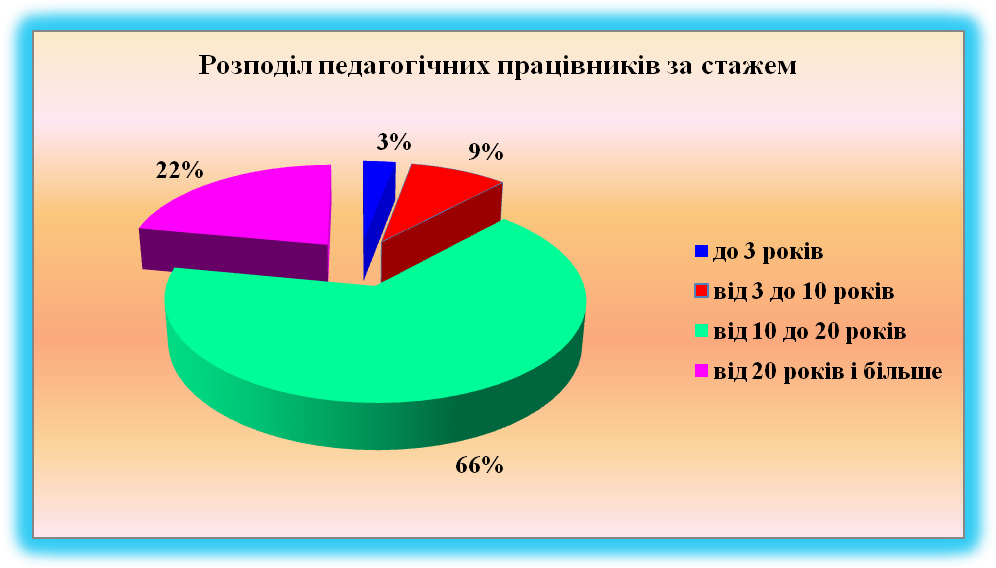 Розподіл педагогічних працівників за стажем
3%
9%
22%
66%
до 3 років
від 3 до 10 років
від 10 до 20 років
від 20 років і більше